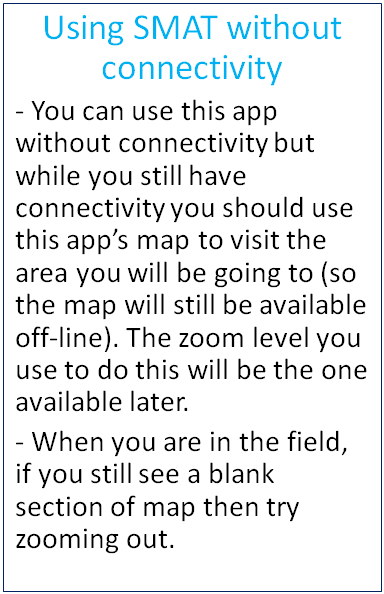 Using SMAT without
connectivity
- You can use this app
without connectivity but
while you still have
connectivity you should use
this app’s map to visit the
area you will be going to (so
the map will still be available
off-line). The zoom level you
use to do this will be the one
available later.
- When you are in the field,
if you still see a blank
section of map then try
zooming out.